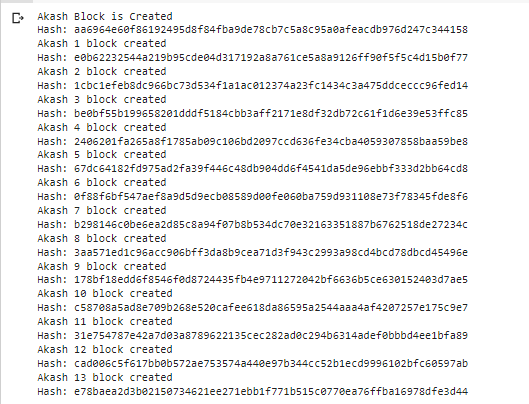 Akash Block is Created
Hash: aa6964e60f86192495d8f84fba9de78cb7c5a8c95a0afeacdb976d247c344158
Akash 1 block created
Hash: e0b62232544a219b95cde04d317192a8a761ce5a8a9126ff90f5f5c4d15b0f77
Akash 2 block created
Hash: 1cbc1efeb8dc966bc73d534f1a1ac012374a23fc1434c3a475ddceccc96fed14
Akash 3 block created
Hash: be0bf55b199658201dddf5184cbb3aff2171e8df32db72c61f1d6e39e53ffc85
Akash 4 block created
Hash: 2406201fa265a8f1785ab09c106bd2097ccd636fe34cba4059307858baa59be8
Akash 5 block created
Hash: 67dc64182fd975ad2fa39f446c48db904dd6f4541da5de96ebbf333d2bb64cd8
Akash 6 block created
Hash: 0f88f6bf547aef8a9d5d9ecb08589d00fe060ba759d931108e73f78345fde8f6
Akash 7 block created
Hash: b298146c0be6ea2d85c8a94f07b8b534dc70e32163351887b6762518de27234c
Akash 8 block created
Hash: 3aa571ed1c96acc906bff3da8b9cea71d3f943c2993a98cd4bcd78dbcd45496e
Akash 9 block created
Hash: 178bf18edd6f8546f0d8724435fb4e9711272042bf6636b5ce630152403d7ae5
Akash 10 block created
Hash: c58708a5ad8e709b268e520cafee618da86595a2544aaa4af4207257e175c9e7
Akash 11 block created
Hash: 31e754787e42a7d03a8789622135cec282ad0c294b6314adef0bbbd4ee1bfa89
Akash 12 block created
Hash: cad006c5f617bb0b572ae753574a440e97b344cc52b1ecd9996102bfc60597ab
Akash 13 block created
Hash: e78baea2d3b02150734621ee271ebb1f771b515c0770ea76ffba16978dfe3d44